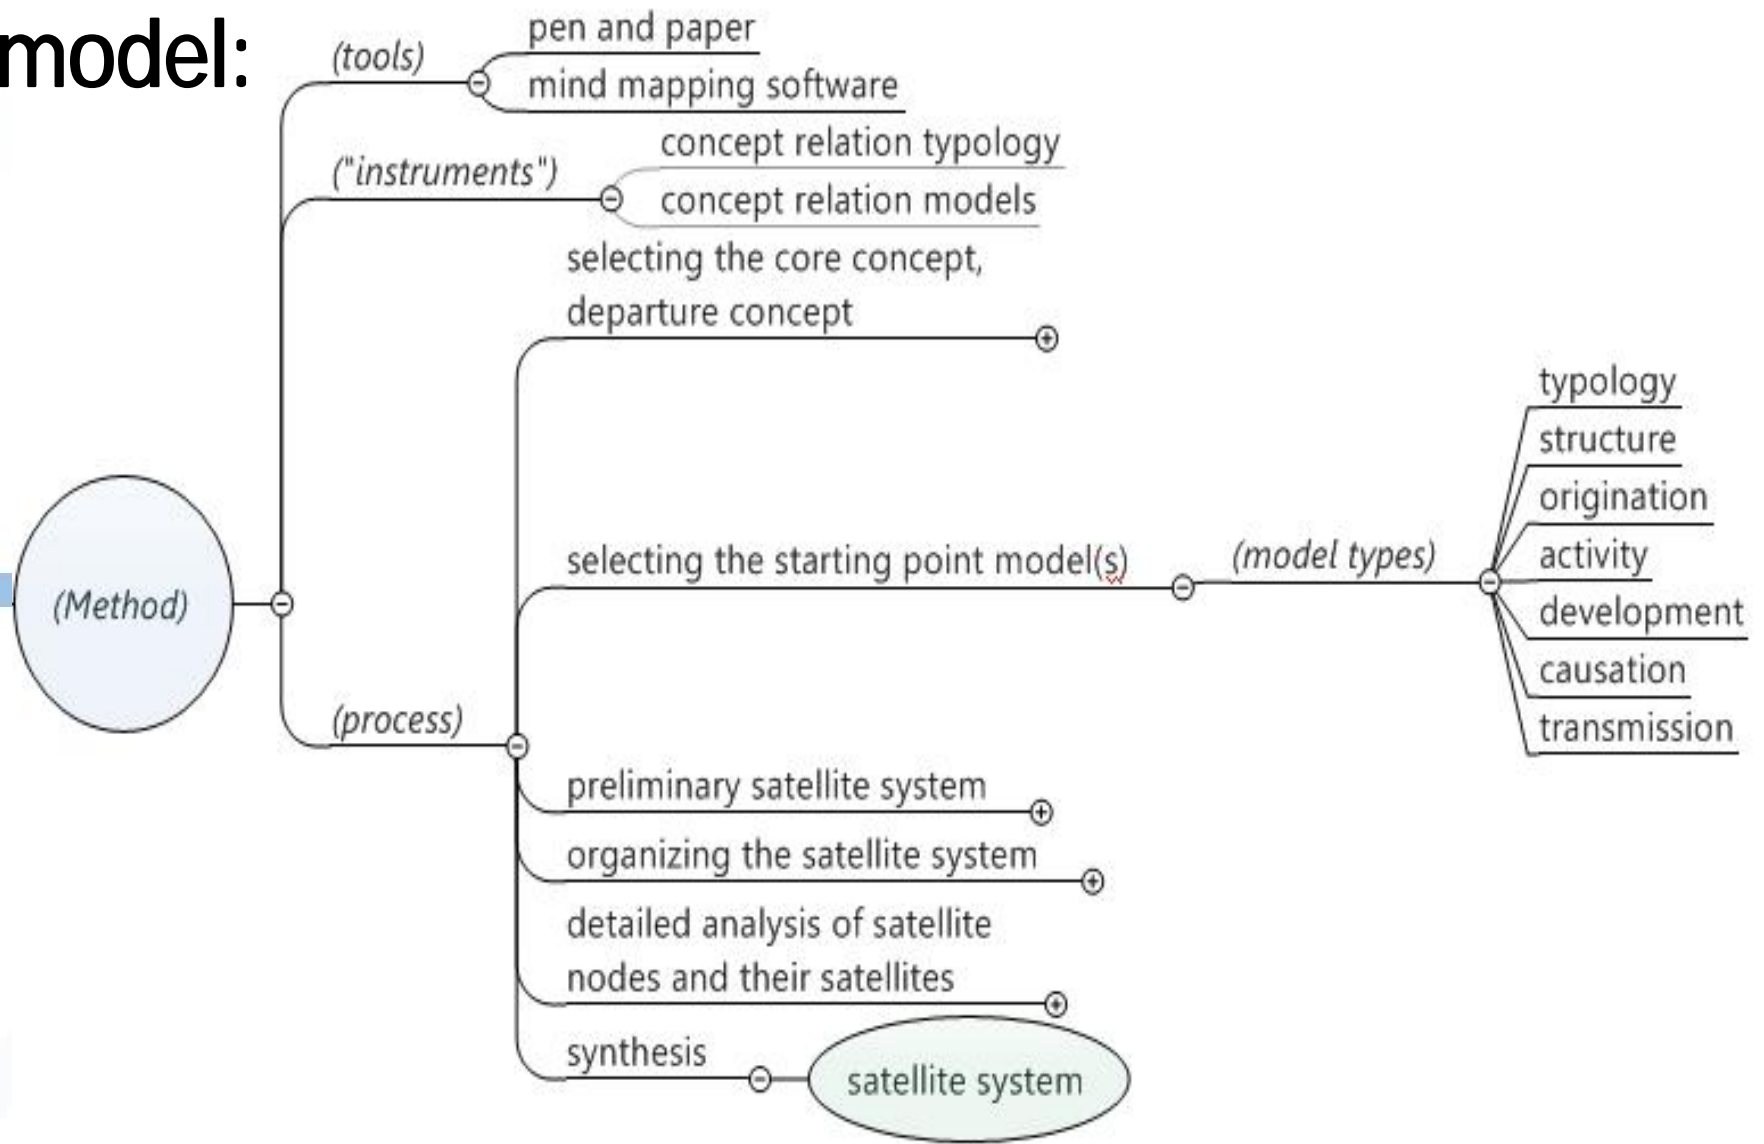 model:
(tools)
pen and paper
mind mapping software
("instruments")
concept relation typology
concept relation models
selecting the core concept,
departure concept
(Method)
(process)
selecting the starting point model(s)
(model types)
typology
structure
origination
activity
development
causation
transmission
preliminary satellite system
organizing the satellite system
detailed analysis of satellite
nodes and their satellites
synthesis
satellite system